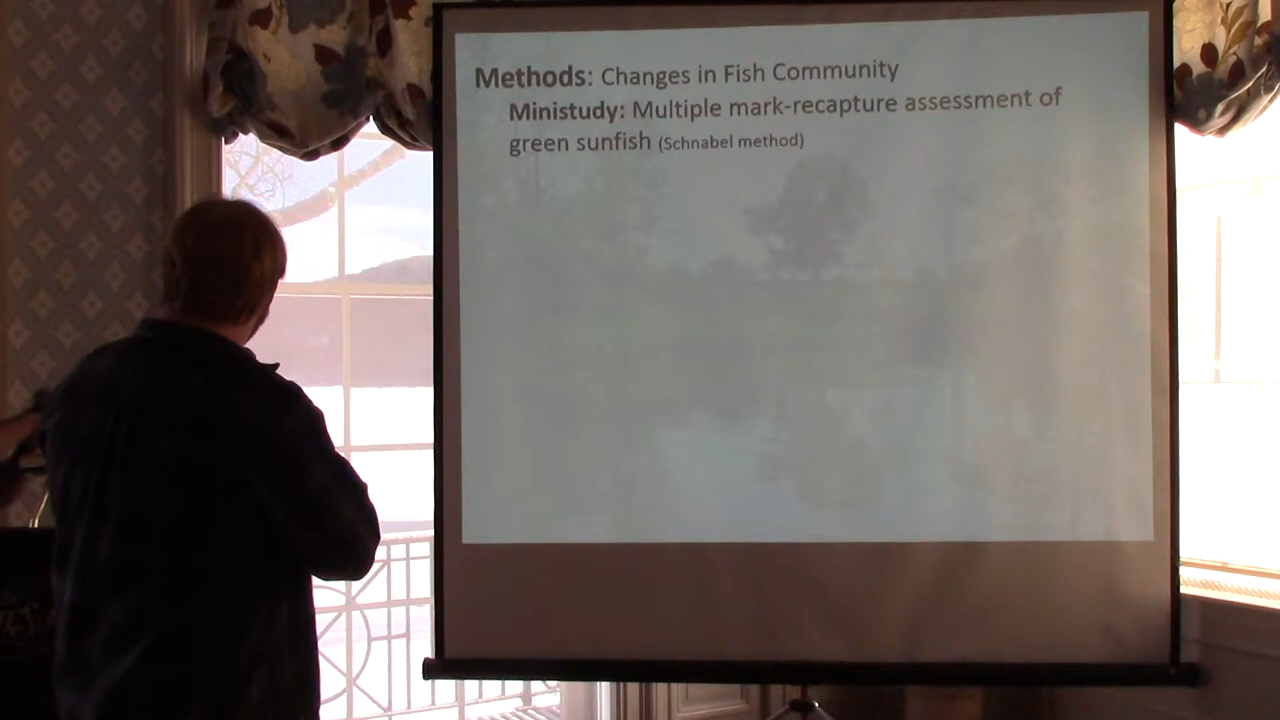 Methods: Changes in Fish Community
Ministudy: Multiple mark-recapture assessment of
green sunfish (Schnabel method)